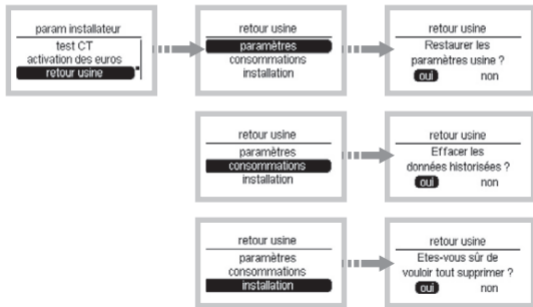 param installateur
test CT
activation des euros
retour usine
retour usine
paramètres
consommations
installation
retour usine
Restaurer les
paramètres usine ?
oui non
retour usine
paramètres
consommations
installation
retour usine
Effacer les
données historisées ?
oui non
retour usine
paramètres
consommations
installation
retour usine
Etes-vous sûr de
vouloir tout supprimer ?
oui non